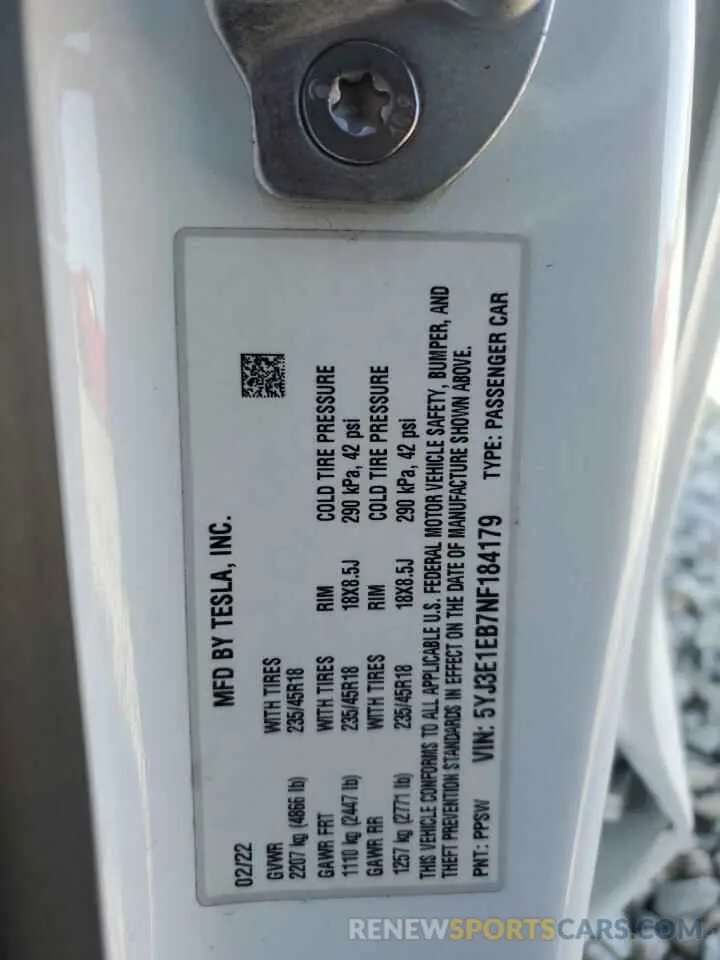 MFD BY TESLA, INC.
02/22
GVWR WITH TIRES
2207 kg (4866 lb) 235/45R18
GAWR FRT WITH TIRES RIM COLD TIRE PRESSURE
1110 kg (2447 lb) 235/45R18 18X8.5J 290 kPa, 42 psi
GAWR RR WITH TIRES RIM COLD TIRE PRESSURE
1257 kg (2771 lb) 235/45R18 18X8.5J 290 kPa, 42 psi
THIS VEHICLE CONFORMS TO ALL APPLICABLE U.S. FEDERAL MOTOR VEHICLE SAFETY, BUMPER, AND
THEFT PREVENTION STANDARDS IN EFFECT ON THE DATE OF MANUFACTURE SHOWN ABOVE.
PNT: PPSW VIN: 5YJ3E1EB7NF184179 TYPE: PASSENGER CAR
RENEWSPORTSCARS.COM